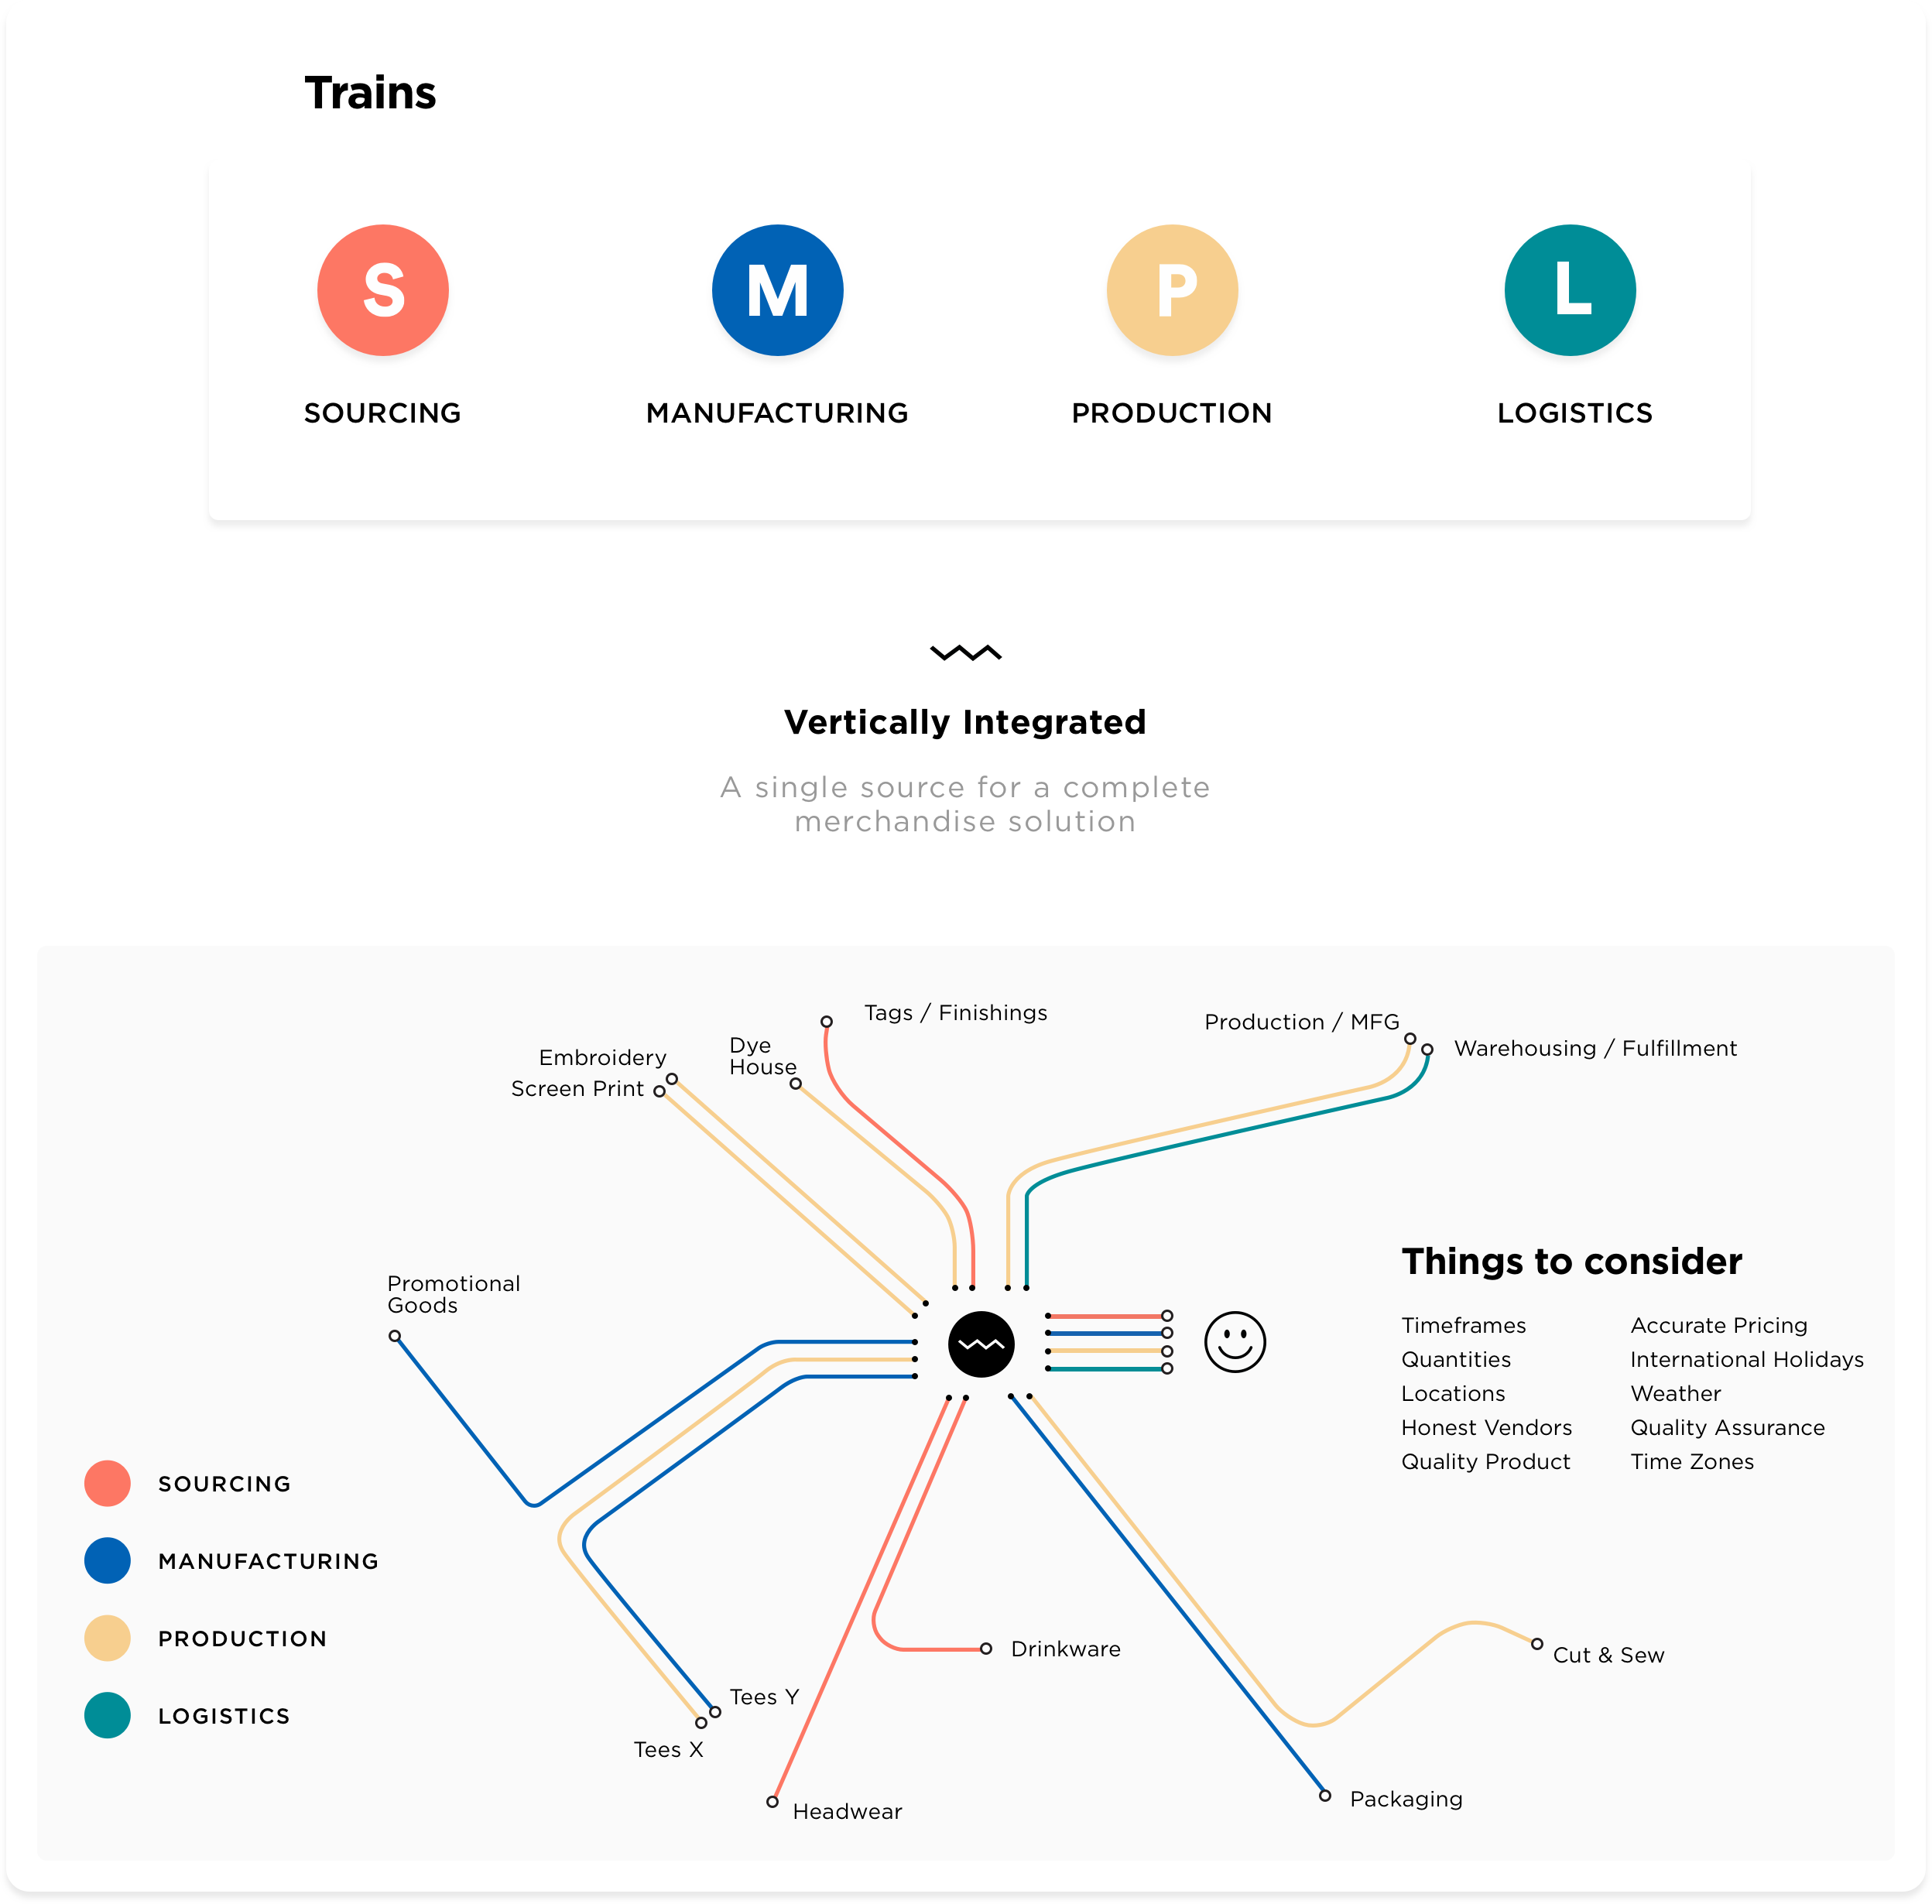 Trains
S
M
P
L
SOURCING
MANUFACTURING
PRODUCTION
LOGISTICS
Vertically Integrated
A single source for a complete
merchandise solution
Tags / Finishings
Production / MFG
Warehousing / Fulfillment
Dye
House
Embroidery
Screen Print
Promotional
Goods
Things to consider
Timeframes
Quantities
Locations
Honest Vendors
Quality Product
Accurate Pricing
International Holidays
Weather
Quality Assurance
Time Zones
SOURCING
MANUFACTURING
PRODUCTION
LOGISTICS
Drinkware
Cut & Sew
Tees Y
Tees X
Headwear
Packaging